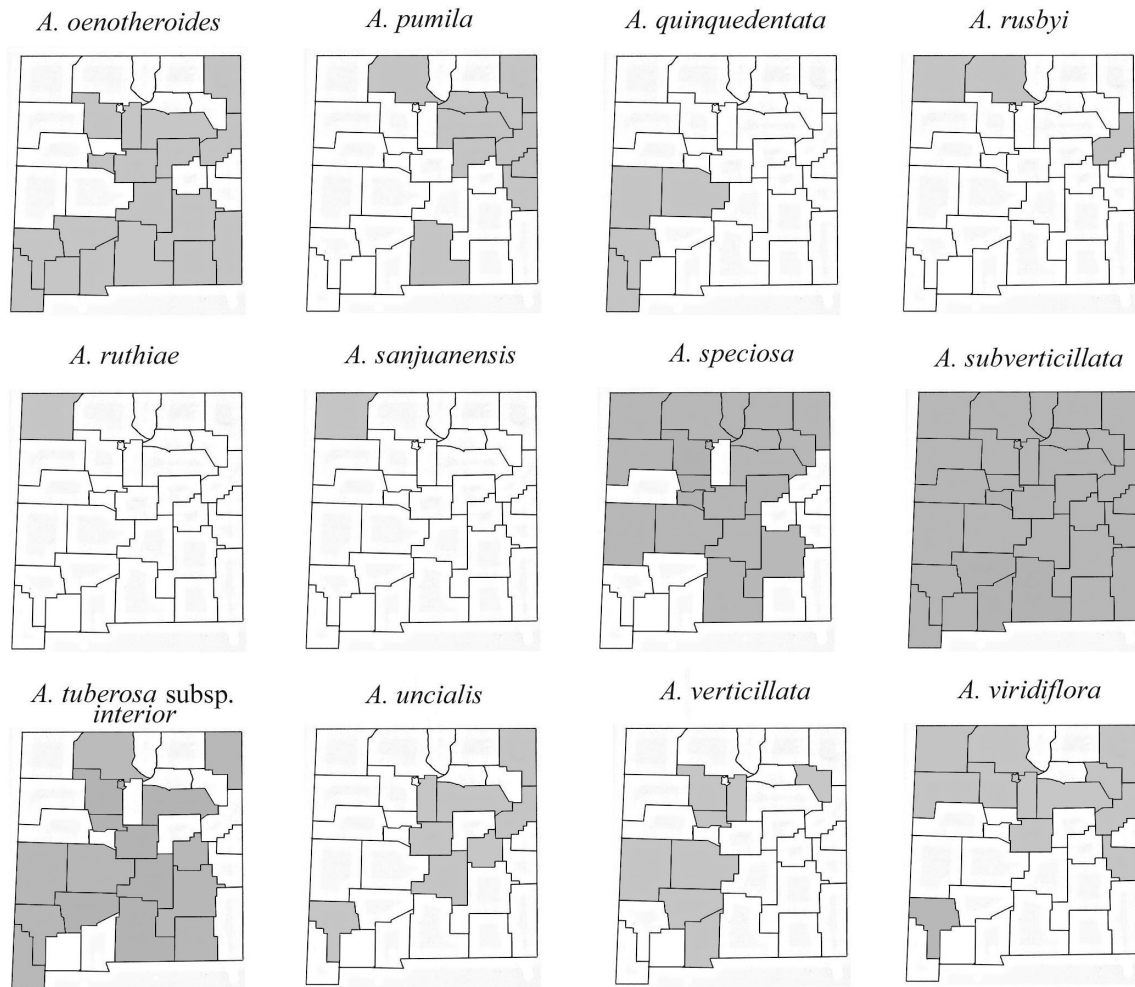 A. oenotheroides
A. pumila
A. quinquedentata
A. rusbyi
A. ruthiae
A. sanjuanensis
A. speciosa
A. subverticillata
A. tuberosa subsp.
interior
A. uncialis
A. verticillata
A. viridiflora